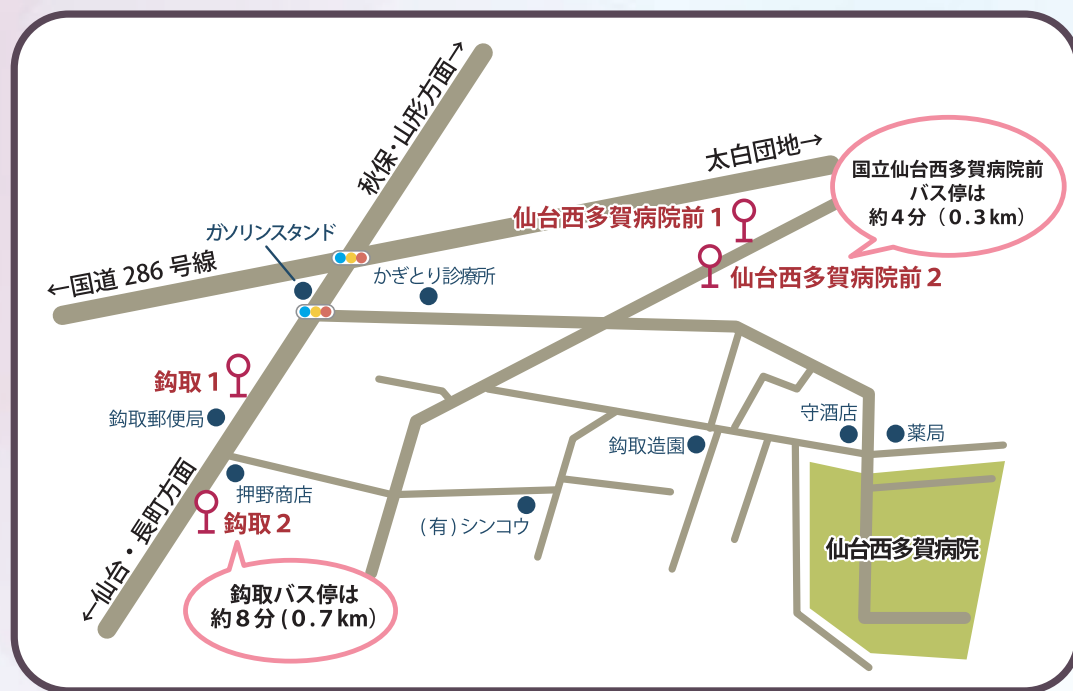 秋保・山形方面→
太白団地→
国立仙台西多賀病院前
バス停は
約4分（0.3km）
仙台西多賀病院前1
ガソリンスタンド
←国道286号線
かぎとり診療所
仙台西多賀病院前2
鈎取1
鈎取郵便局
守酒店
薬局
鈎取造園
押野商店
鈎取2
(有)シンコウ
←仙台・長町方面
仙台西多賀病院
鈎取バス停は
約8分(0.7km)